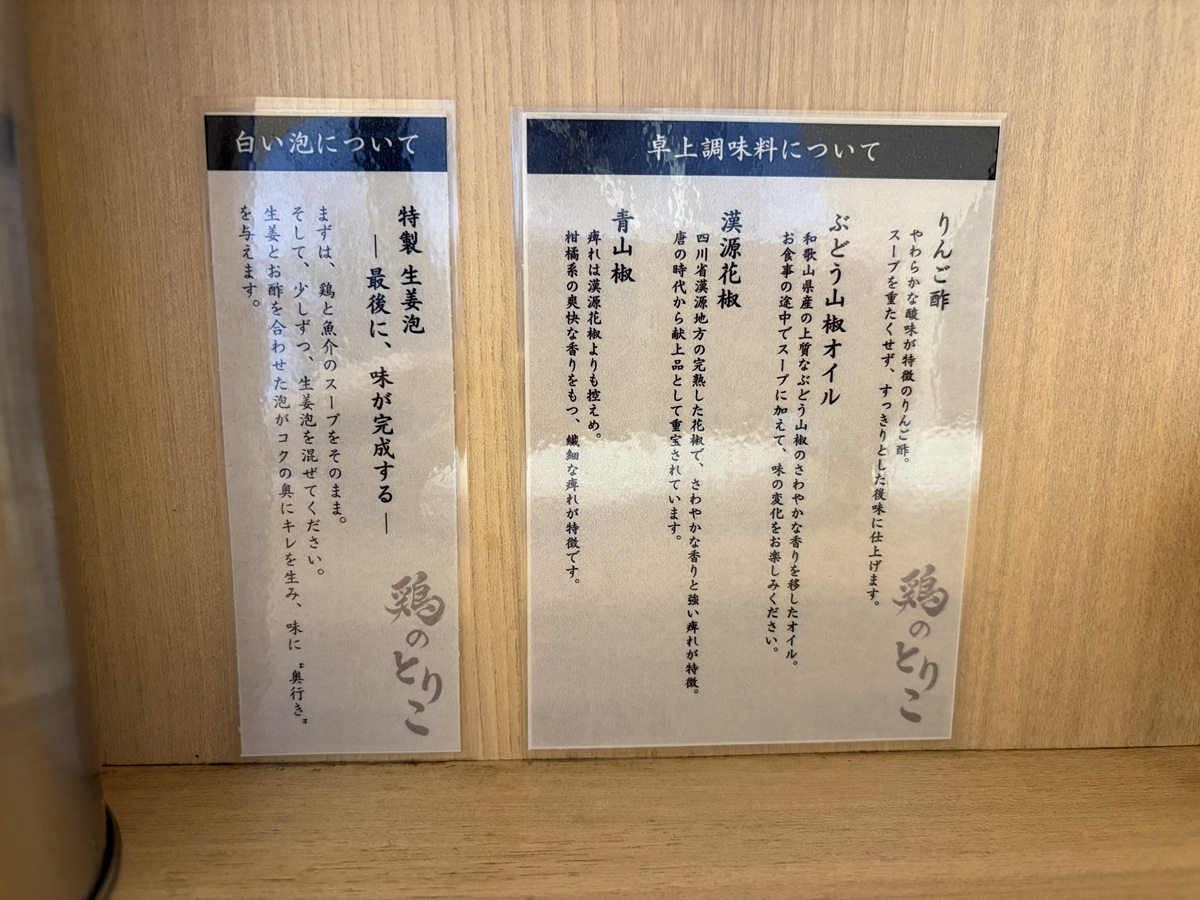 白い泡について
特製 生姜泡
― 最後に、味が完成する ―
まずは、鶏と魚介のスープをそのまま。
そして、少しずつ、生姜泡を混ぜてください。
生姜とお酢を合わせた泡がコクの奥にキレを生み、味に〝奥行き〟
を与えます。
鶏のとりこ
卓上調味料について
りんご酢
やわらかな酸味が特徴のりんご酢。
スープを重たくせず、すっきりとした後味に仕上げます。
ぶどう山椒オイル
和歌山県産の上質なぶどう山椒のさわやかな香りを移したオイル。
お食事の途中でスープに加えて、味の変化をお楽しみください。
漢源花椒
四川省漢源地方の完熟した花椒で、さわやかな香りと強い痺れが特徴。
唐の時代から献上品として重宝されています。
青山椒
痺れは漢源花椒よりも控えめ。
柑橘系の爽快な香りをもつ、繊細な痺れが特徴です。
鶏のとりこ